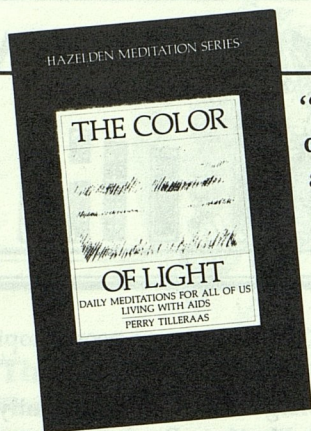 HAZELDEN MEDITATION SERIES
THE COLOR
OF LIGHT
DAILY MEDITATIONS FOR ALL OF US
LIVING WITH AIDS
PERRY TILLERAAS